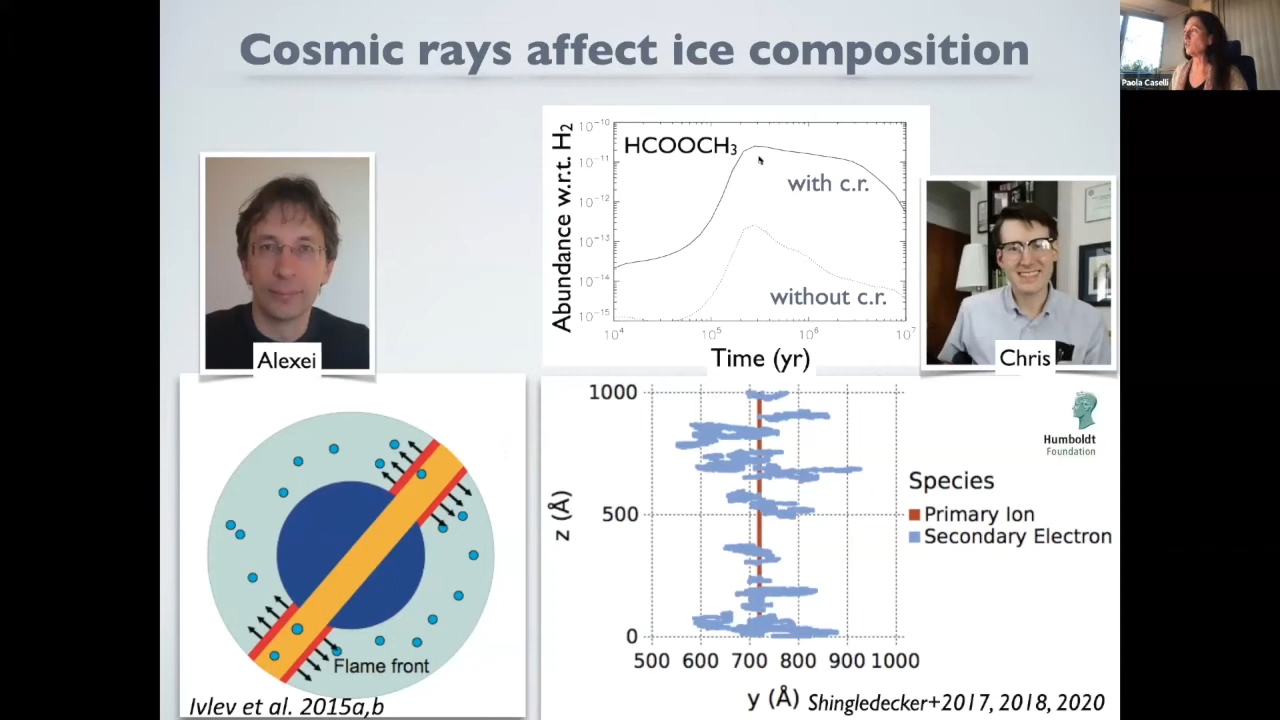 Cosmic rays affect ice composition
Paola Caselli
Alexei
Abundance w.r.t. H₂
10⁻¹⁰
10⁻¹¹
10⁻¹²
10⁻¹³
10⁻¹⁴
10⁻¹⁵
HCOOCH₃
with c.r.
without c.r.
10⁴ 10⁵ 10⁶ 10⁷
Time (yr)
Chris
Flame front
Ivlev et al. 2015a,b
z (Å)
1000
500
0
500 600 700 800 900 1000
y (Å)
Humboldt
Foundation
Species
Primary Ion
Secondary Electron
Shingledecker+2017, 2018, 2020